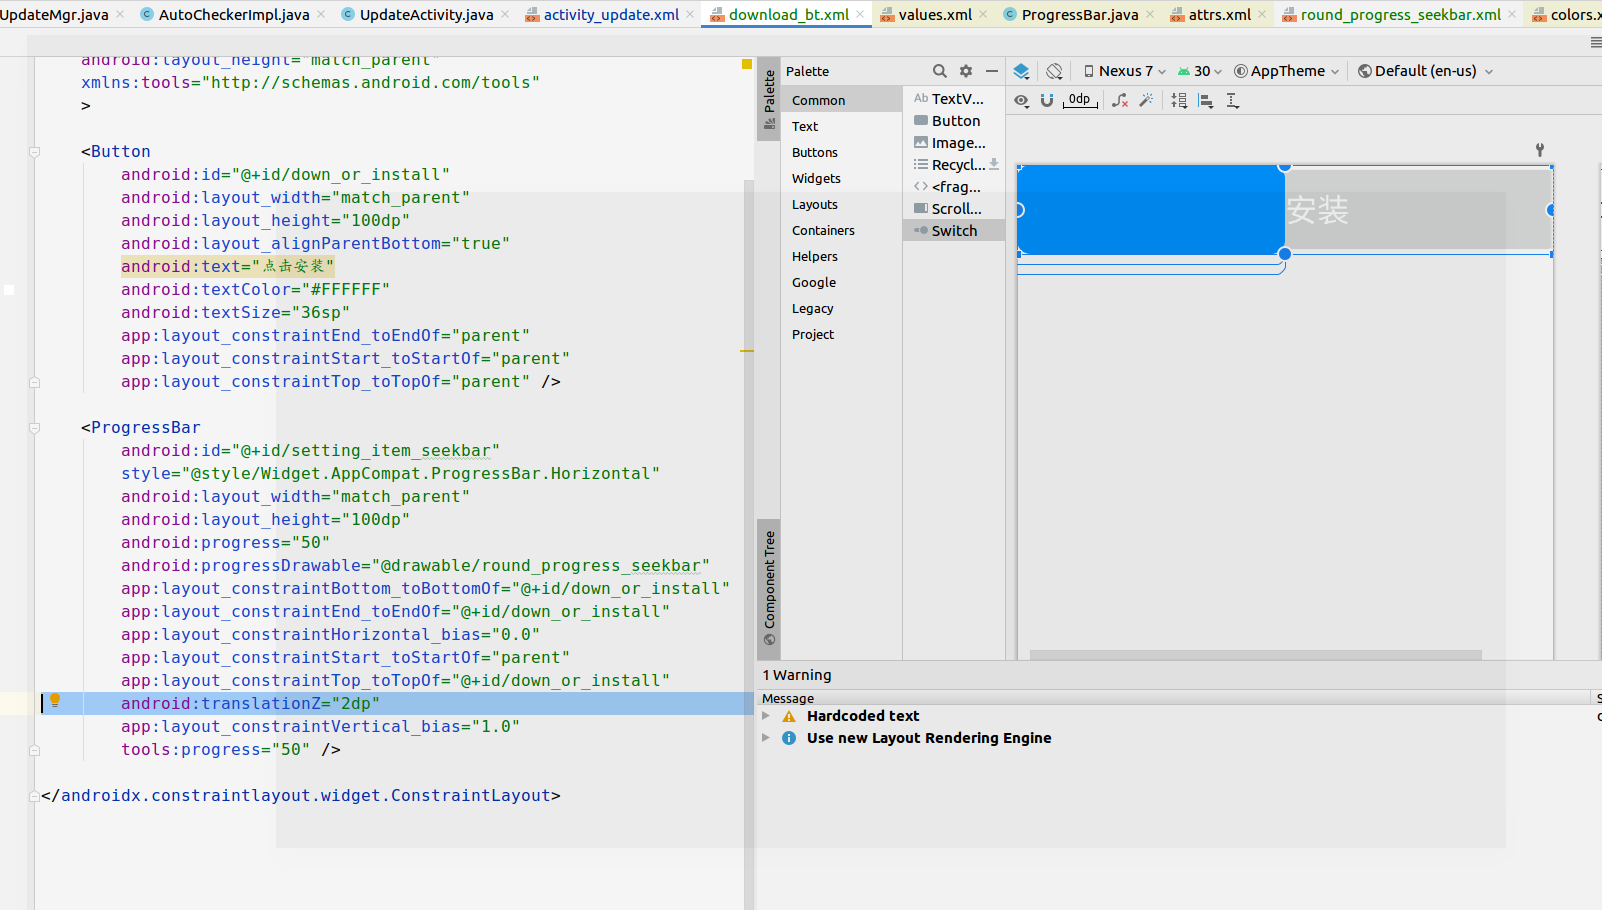 UpdateMgr.java AutoCheckerImpl.java UpdateActivity.java activity_update.xml download_bt.xml values.xml ProgressBar.java attrs.xml round_progress_seekbar.xml colors.x
android:layout_height="match_parent"
xmlns:tools="http://schemas.android.com/tools"
>
<Button
android:id="@+id/down_or_install"
android:layout_width="match_parent"
android:layout_height="100dp"
android:layout_alignParentBottom="true"
android:text="点击安装"
android:textColor="#FFFFFF"
android:textSize="36sp"
app:layout_constraintEnd_toEndOf="parent"
app:layout_constraintStart_toStartOf="parent"
app:layout_constraintTop_toTopOf="parent" />
<ProgressBar
android:id="@+id/setting_item_seekbar"
style="@style/Widget.AppCompat.ProgressBar.Horizontal"
android:layout_width="match_parent"
android:layout_height="100dp"
android:progress="50"
android:progressDrawable="@drawable/round_progress_seekbar"
app:layout_constraintBottom_toBottomOf="@+id/down_or_install"
app:layout_constraintEnd_toEndOf="@+id/down_or_install"
app:layout_constraintHorizontal_bias="0.0"
app:layout_constraintStart_toStartOf="parent"
app:layout_constraintTop_toTopOf="@+id/down_or_install"
android:translationZ="2dp"
app:layout_constraintVertical_bias="1.0"
tools:progress="50" />
</androidx.constraintlayout.widget.ConstraintLayout>
Palette
Component Tree
Palette
Common
Text
Buttons
Widgets
Layouts
Containers
Helpers
Google
Legacy
Project
Ab TextV...
Button
Image...
Recycl...
<frag...
Scroll...
Switch
Nexus 7 30 AppTheme Default (en-us)
0dp
安装
1 Warning
Message
Hardcoded text
Use new Layout Rendering Engine